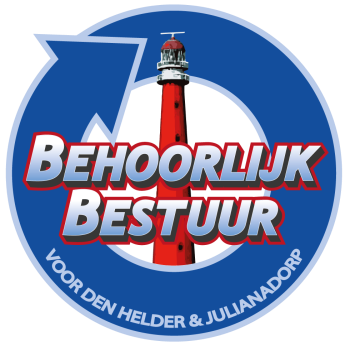 BEHOORLIJK
BESTUUR
VOOR DEN HELDER & JULIANADORP